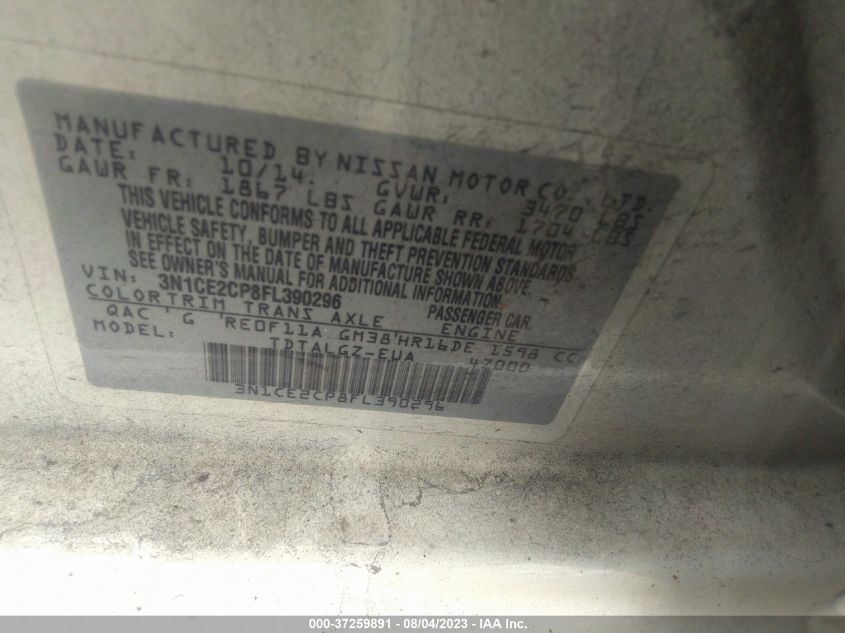 MANUFACTURED BY NISSAN MOTOR CO., LTD.
DATE: 10/14. GVWR: 3470 LBS
GAWR FR: 1867 LBS GAWR RR: 1704 LBS
THIS VEHICLE CONFORMS TO ALL APPLICABLE FEDERAL MOTOR
VEHICLE SAFETY, BUMPER AND THEFT PREVENTION STANDARDS
IN EFFECT ON THE DATE OF MANUFACTURE SHOWN ABOVE.
SEE OWNER'S MANUAL FOR ADDITIONAL INFORMATION.
VIN: 3N1CE2CP8FL390296 PASSENGER CAR.
COLOR TRIM TRANS AXLE ENGINE
QAC ' G 'RE0F11A GM38'HR16DE 1598 CC
MODEL: TDTALGZ-EUA 47000
3N1CE2CP8FL390296
000-37259891 - 08/04/2023 - IAA Inc.